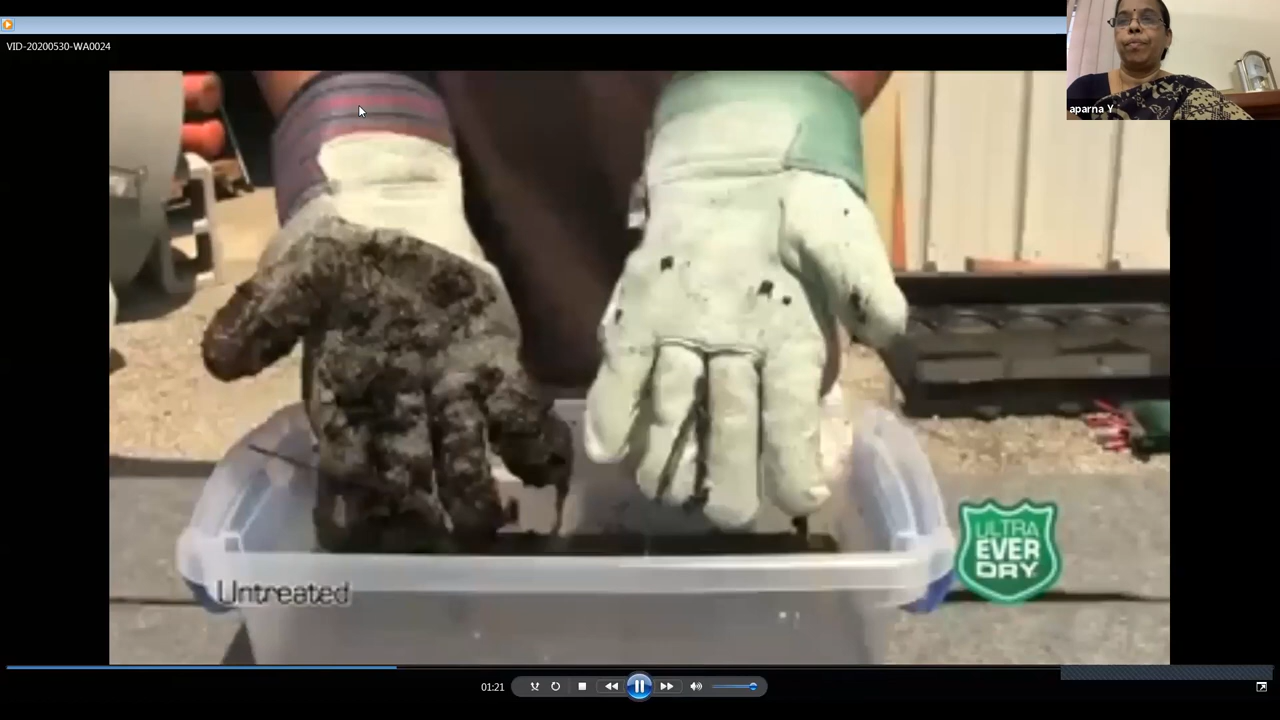 VID-20200530-WA0024
aparna Y
ULTRA
EVER
DRY
Untreated
01:21